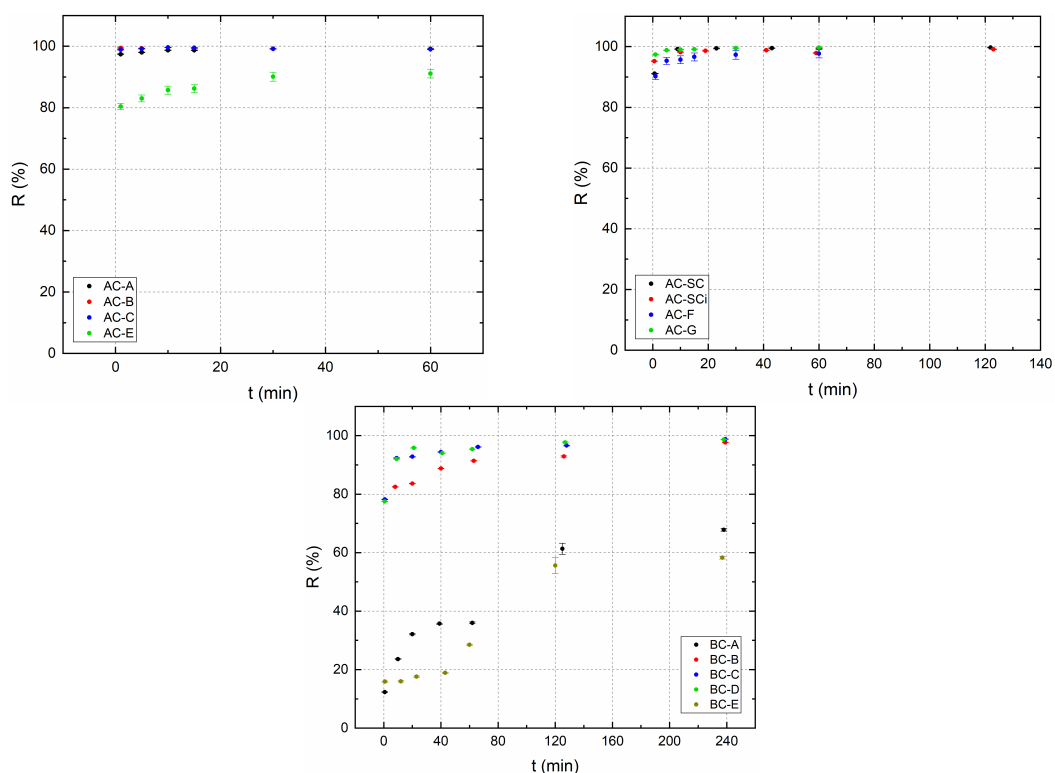 100
80
60
40
20
0
R (%)
AC-A
AC-B
AC-C
AC-E
0 20 40 60
t (min)
100
80
60
40
20
0
R (%)
AC-SC
AC-SCi
AC-F
AC-G
0 20 40 60 80 100 120 140
t (min)
100
80
60
40
20
0
R (%)
BC-A
BC-B
BC-C
BC-D
BC-E
0 40 80 120 160 200 240
t (min)